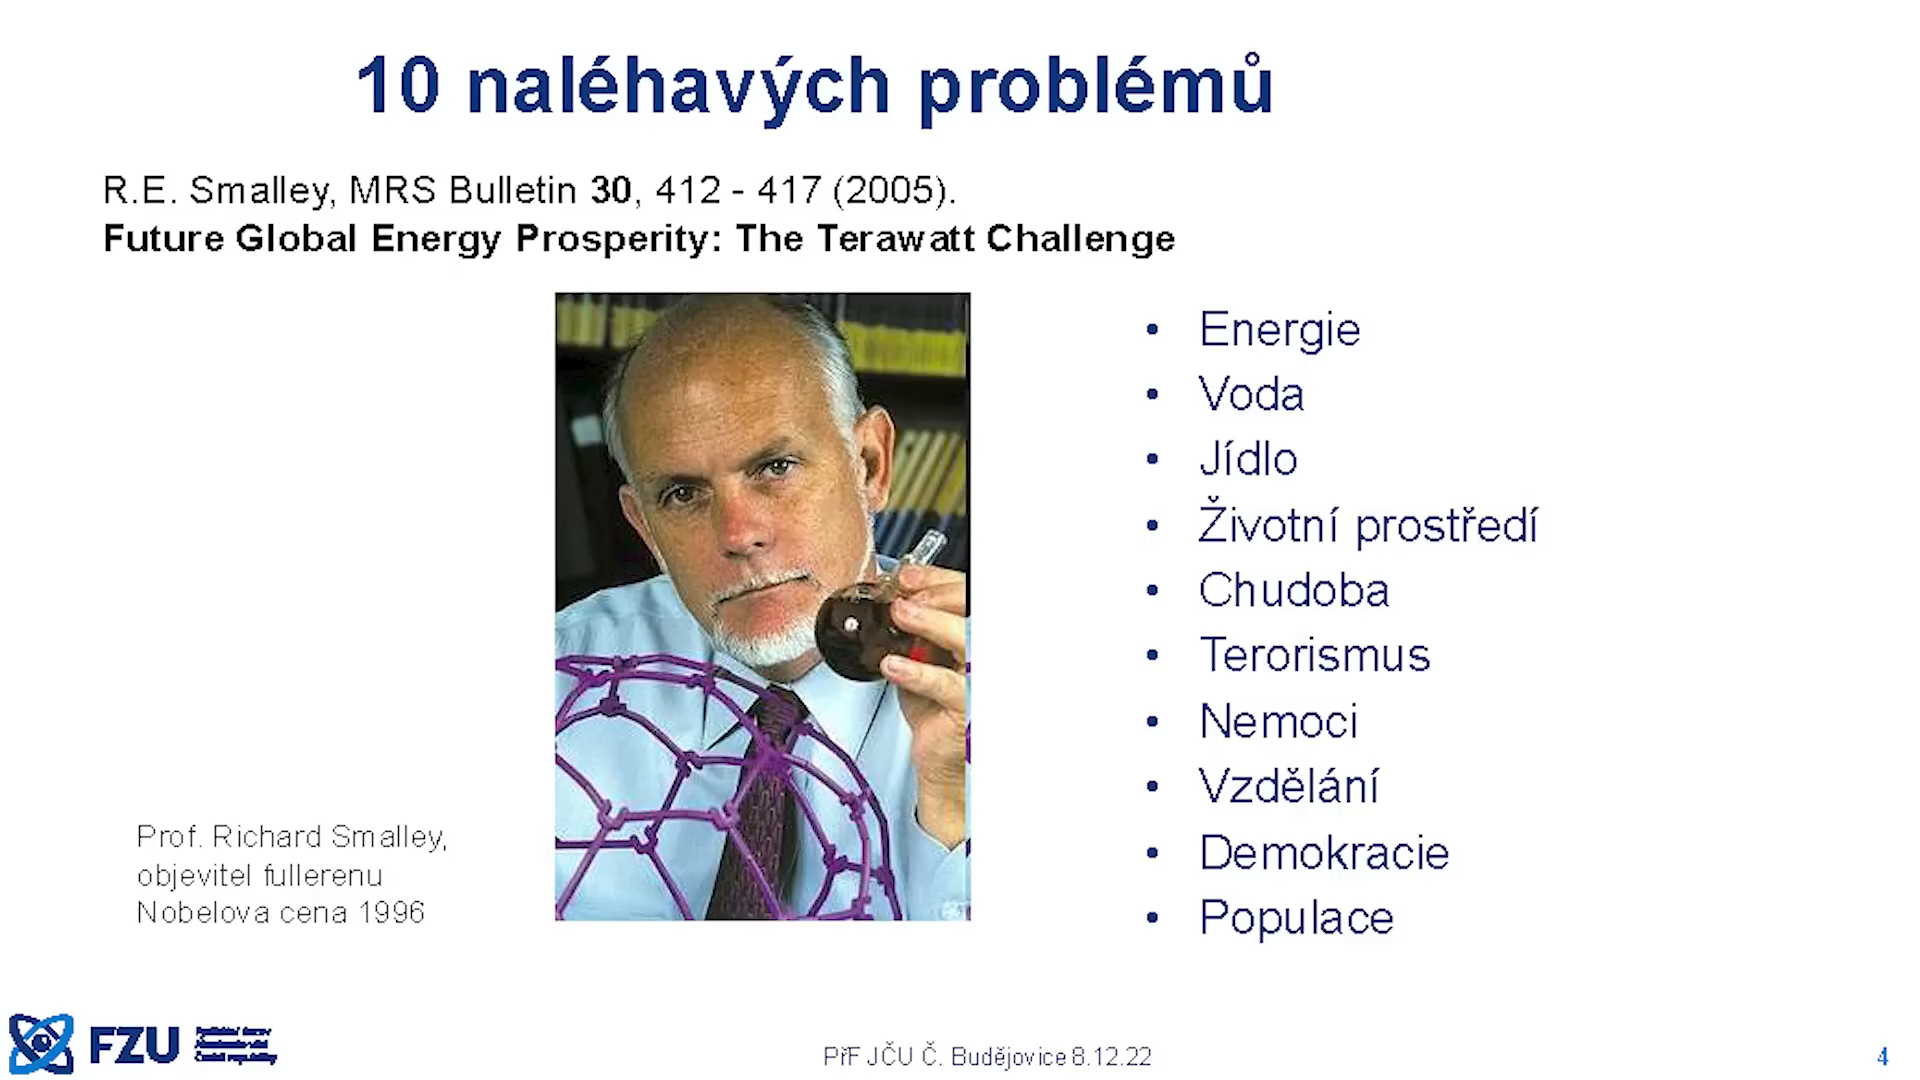 10 naléhavých problémů
R.E. Smalley, MRS Bulletin 30, 412 - 417 (2005).
Future Global Energy Prosperity: The Terawatt Challenge
• Energie
• Voda
• Jídlo
• Životní prostředí
• Chudoba
• Terorismus
• Nemoci
• Vzdělání
• Demokracie
• Populace
Prof. Richard Smalley,
objevitel fullerenu
Nobelova cena 1996
FZU
PřF JČU Č. Budějovice 8.12.22
4